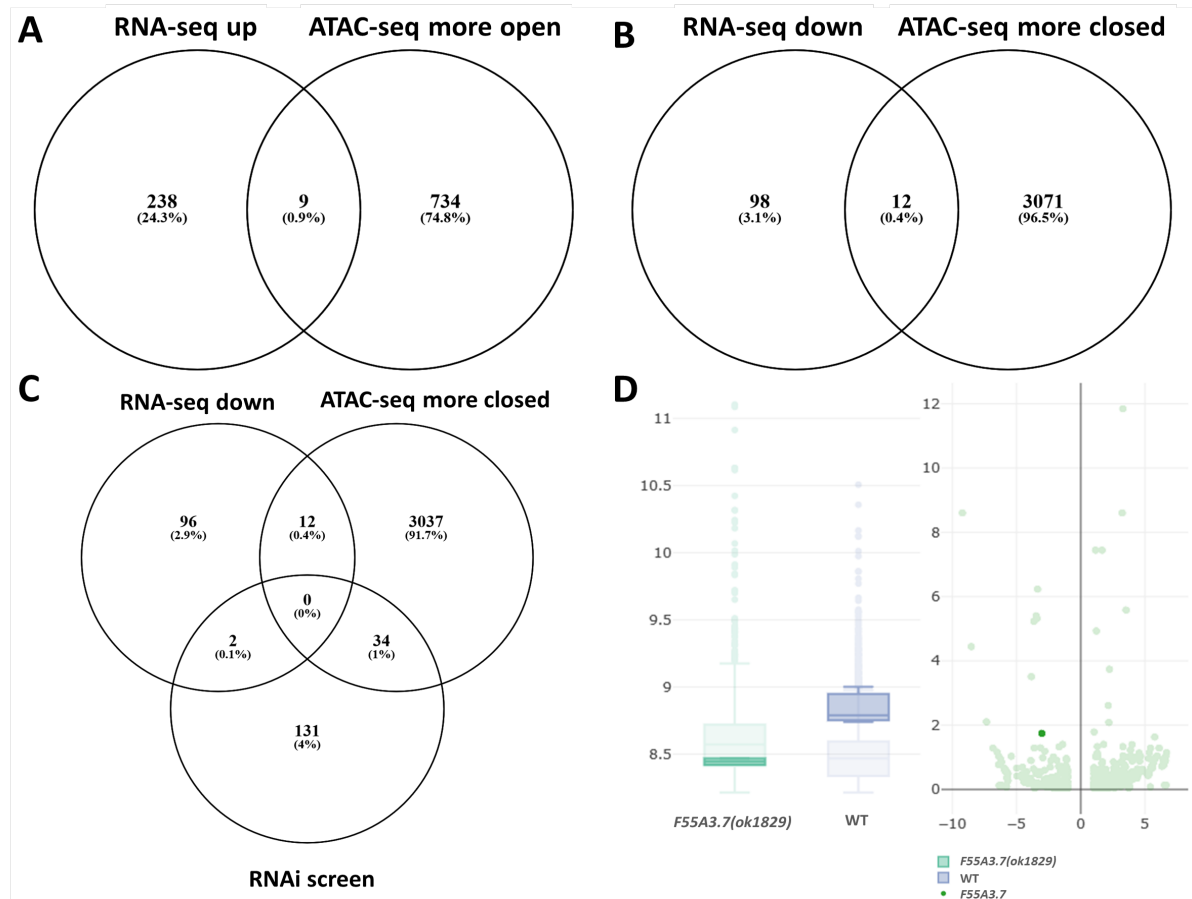 A
RNA-seq up
ATAC-seq more open
238
(24.3%)
9
(0.9%)
734
(74.8%)
B
RNA-seq down
ATAC-seq more closed
98
(3.1%)
12
(0.4%)
3071
(96.5%)
C
RNA-seq down
ATAC-seq more closed
96
(2.9%)
12
(0.4%)
3037
(91.7%)
0
(0%)
2
(0.1%)
34
(1%)
131
(4%)
RNAi screen
D
11
10.5
10
9.5
9
8.5
F55A3.7(ok1829)
WT
12
10
8
6
4
2
0
−10
−5
0
5
F55A3.7(ok1829)
WT
F55A3.7